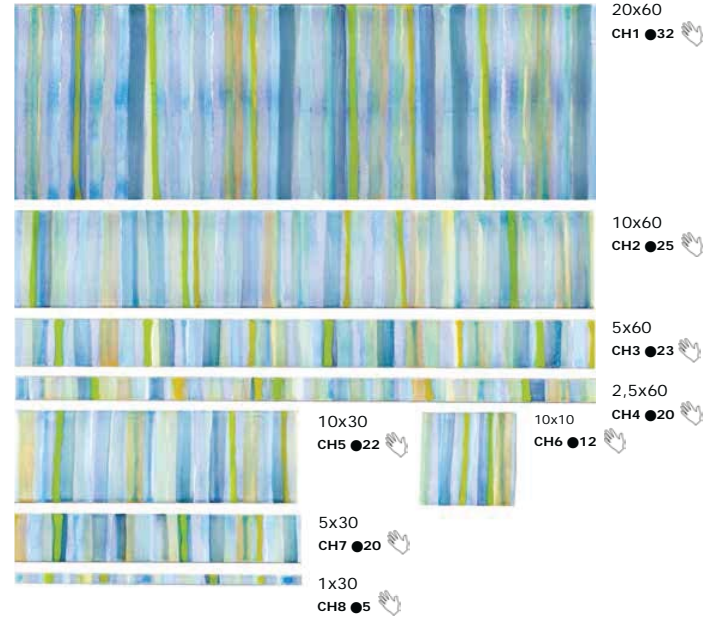 20x60
CH1 ●32
10x60
CH2 ●25
5x60
CH3 ●23
2,5x60
CH4 ●20
10x30
CH5 ●22
10x10
CH6 ●12
5x30
CH7 ●20
1x30
CH8 ●5